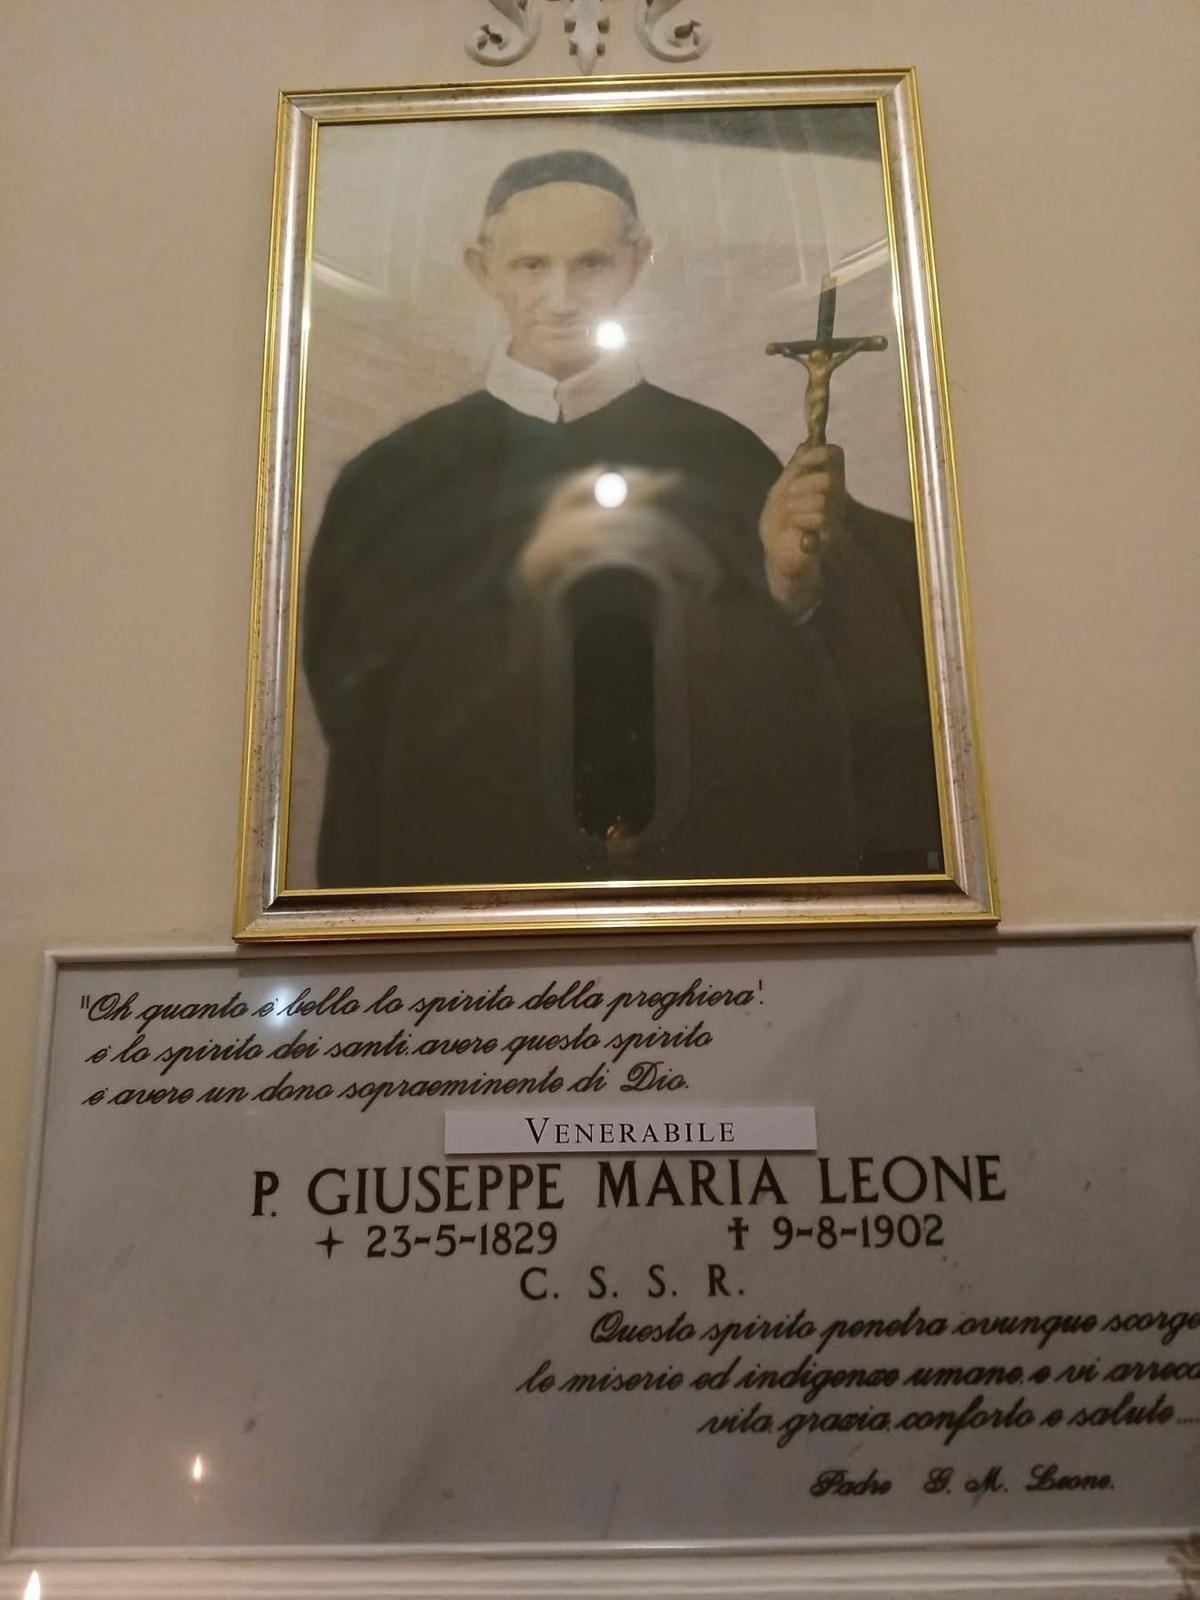 "Oh quanto è bello lo spirito della preghiera!
è lo spirito dei santi. avere questo spirito
è avere un dono sopraeminente di Dio.
VENERABILE
P. GIUSEPPE MARIA LEONE
+ 23-5-1829 † 9-8-1902
C. S. S. R.
Questo spirito penetra ovunque scorge
le miserie ed indigenze umane. e vi arreca
vita. grazia. conforto e salute....
Padre G. M. Leone.